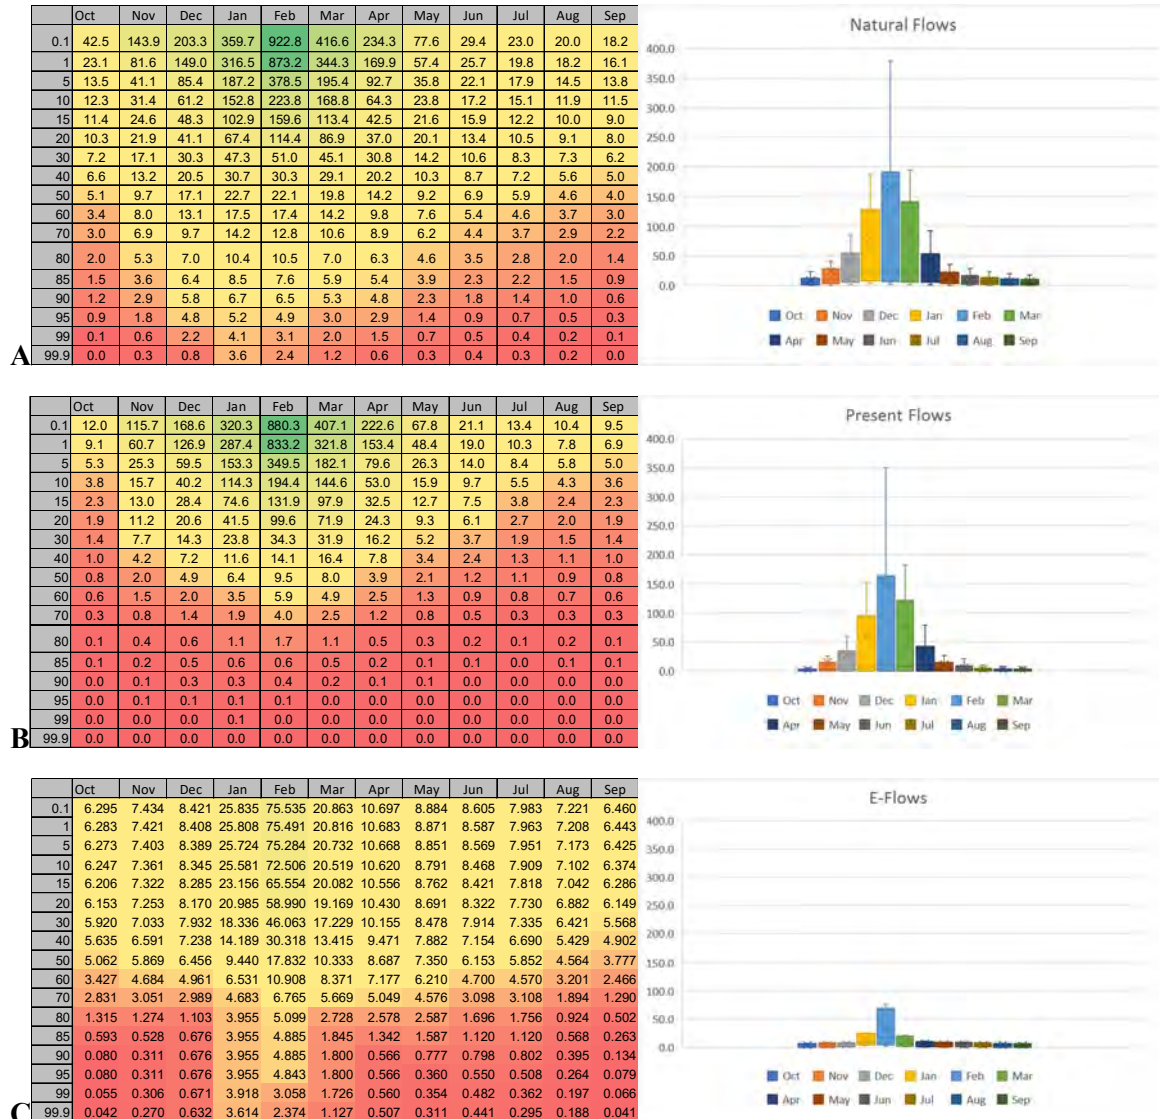 Oct Nov Dec Jan Feb Mar Apr May Jun Jul Aug Sep
0.1 42.5 143.9 203.3 359.7 922.8 416.6 234.3 77.6 29.4 23.0 20.0 18.2
1 23.1 81.6 149.0 316.5 873.2 344.3 169.9 57.4 25.7 19.8 18.2 16.1
5 13.5 41.1 85.4 187.2 378.5 195.4 92.7 35.8 22.1 17.9 14.5 13.8
10 12.3 31.4 61.2 152.8 223.8 168.8 64.3 23.8 17.2 15.1 11.9 11.5
15 11.4 24.6 48.3 102.9 159.6 113.4 42.5 21.6 15.9 12.2 10.0 9.0
20 10.3 21.9 41.1 67.4 114.4 86.9 37.0 20.1 13.4 10.5 9.1 8.0
30 7.2 17.1 30.3 47.3 51.0 45.1 30.8 14.2 10.6 8.3 7.3 6.2
40 6.6 13.2 20.5 30.7 30.3 29.1 20.2 10.3 8.7 7.2 5.6 5.0
50 5.1 9.7 17.1 22.7 22.1 19.8 14.2 9.2 6.9 5.9 4.6 4.0
60 3.4 8.0 13.1 17.5 17.4 14.2 9.8 7.6 5.4 4.6 3.7 3.0
70 3.0 6.9 9.7 14.2 12.8 10.6 8.9 6.2 4.4 3.7 2.9 2.2
80 2.0 5.3 7.0 10.4 10.5 7.0 6.3 4.6 3.5 2.8 2.0 1.4
85 1.5 3.6 6.4 8.5 7.6 5.9 5.4 3.9 2.3 2.2 1.5 0.9
90 1.2 2.9 5.8 6.7 6.5 5.3 4.8 2.3 1.8 1.4 1.0 0.6
95 0.9 1.8 4.8 5.2 4.9 3.0 2.9 1.4 0.9 0.7 0.5 0.3
99 0.1 0.6 2.2 4.1 3.1 2.0 1.5 0.7 0.5 0.4 0.2 0.1
99.9 0.0 0.3 0.8 3.6 2.4 1.2 0.6 0.3 0.4 0.3 0.2 0.0
A
Natural Flows
400.0
350.0
300.0
250.0
200.0
150.0
100.0
50.0
0.0
Oct Nov Dec Jan Feb Mar
Apr May Jun Jul Aug Sep
Oct Nov Dec Jan Feb Mar Apr May Jun Jul Aug Sep
0.1 12.0 115.7 168.6 320.3 880.3 407.1 222.6 67.8 21.1 13.4 10.4 9.5
1 9.1 60.7 126.9 287.4 833.2 321.8 153.4 48.4 19.0 10.3 7.8 6.9
5 5.3 25.3 59.5 153.3 349.5 182.1 79.6 26.3 14.0 8.4 5.8 5.0
10 3.8 15.7 40.2 114.3 194.4 144.6 53.0 15.9 9.7 5.5 4.3 3.6
15 2.3 13.0 28.4 74.6 131.9 97.9 32.5 12.7 7.5 3.8 2.4 2.3
20 1.9 11.2 20.6 41.5 99.6 71.9 24.3 9.3 6.1 2.7 2.0 1.9
30 1.4 7.7 14.3 23.8 34.3 31.9 16.2 5.2 3.7 1.9 1.5 1.4
40 1.0 4.2 7.2 11.6 14.1 16.4 7.8 3.4 2.4 1.3 1.1 1.0
50 0.8 2.0 4.9 6.4 9.5 8.0 3.9 2.1 1.2 1.1 0.9 0.8
60 0.6 1.5 2.0 3.5 5.9 4.9 2.5 1.3 0.9 0.8 0.7 0.6
70 0.3 0.8 1.4 1.9 4.0 2.5 1.2 0.8 0.5 0.3 0.3 0.3
80 0.1 0.4 0.6 1.1 1.7 1.1 0.5 0.3 0.2 0.1 0.2 0.1
85 0.1 0.2 0.5 0.6 0.6 0.5 0.2 0.1 0.1 0.0 0.1 0.1
90 0.0 0.1 0.3 0.3 0.4 0.2 0.1 0.1 0.0 0.0 0.0 0.0
95 0.0 0.1 0.1 0.1 0.1 0.0 0.0 0.0 0.0 0.0 0.0 0.0
99 0.0 0.0 0.0 0.1 0.0 0.0 0.0 0.0 0.0 0.0 0.0 0.0
99.9 0.0 0.0 0.0 0.0 0.0 0.0 0.0 0.0 0.0 0.0 0.0 0.0
B
Present Flows
400.0
350.0
300.0
250.0
200.0
150.0
100.0
50.0
0.0
Oct Nov Dec Jan Feb Mar
Apr May Jun Jul Aug Sep
Oct Nov Dec Jan Feb Mar Apr May Jun Jul Aug Sep
0.1 6.295 7.434 8.421 25.835 75.535 20.863 10.697 8.884 8.605 7.983 7.221 6.460
1 6.283 7.421 8.408 25.808 75.491 20.816 10.683 8.871 8.587 7.963 7.208 6.443
5 6.273 7.403 8.389 25.724 75.284 20.732 10.668 8.851 8.569 7.951 7.173 6.425
10 6.247 7.361 8.345 25.581 72.506 20.519 10.620 8.791 8.468 7.909 7.102 6.374
15 6.206 7.322 8.285 23.156 65.554 20.082 10.556 8.762 8.421 7.818 7.042 6.286
20 6.153 7.253 8.170 20.985 58.990 19.169 10.430 8.691 8.322 7.730 6.882 6.149
30 5.920 7.033 7.932 18.336 46.063 17.229 10.155 8.478 7.914 7.335 6.421 5.568
40 5.635 6.591 7.238 14.189 30.318 13.415 9.471 7.882 7.154 6.690 5.429 4.902
50 5.062 5.869 6.456 9.440 17.832 10.333 8.687 7.350 6.153 5.852 4.564 3.777
60 3.427 4.684 4.961 6.531 10.908 8.371 7.177 6.210 4.700 4.570 3.201 2.466
70 2.831 3.051 2.989 4.683 6.765 5.669 5.049 4.576 3.098 3.108 1.894 1.290
80 1.315 1.274 1.103 3.955 5.099 2.728 2.578 2.587 1.696 1.756 0.924 0.502
85 0.593 0.528 0.676 3.955 4.885 1.845 1.342 1.587 1.120 1.120 0.568 0.263
90 0.080 0.311 0.676 3.955 4.885 1.800 0.566 0.777 0.798 0.802 0.395 0.134
95 0.080 0.311 0.676 3.955 4.843 1.800 0.566 0.360 0.550 0.508 0.264 0.079
99 0.055 0.306 0.671 3.918 3.058 1.726 0.560 0.354 0.482 0.362 0.197 0.066
99.9 0.042 0.270 0.632 3.614 2.374 1.127 0.507 0.311 0.441 0.295 0.188 0.041
C
E-Flows
400.0
350.0
300.0
250.0
200.0
150.0
100.0
50.0
0.0
Oct Nov Dec Jan Feb Mar
Apr May Jun Jul Aug Sep